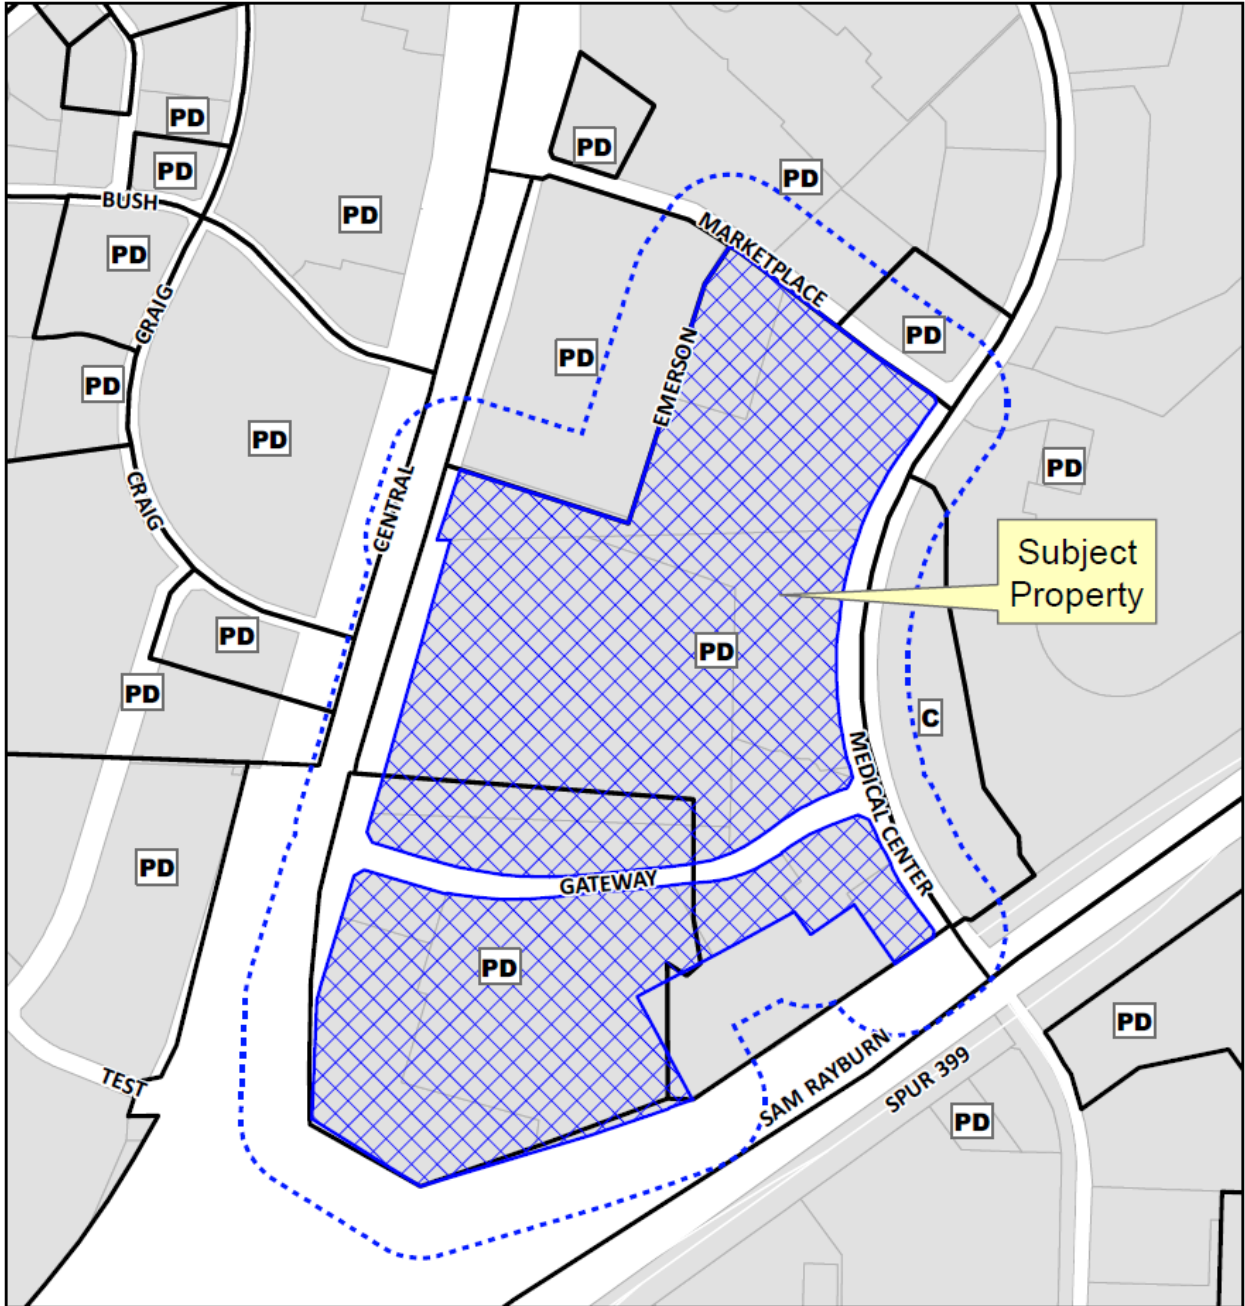 PD
PD
PD
PD
BUSH
PD
PD
MARKETPLACE
CRAIG
PD
PD
EMERSON
PD
PD
PD
CRAIG
CENTRAL
Subject
Property
PD
PD
PD
C
MEDICAL CENTER
PD
GATEWAY
PD
PD
SAM RAYBURN
SPUR 399
TEST
PD